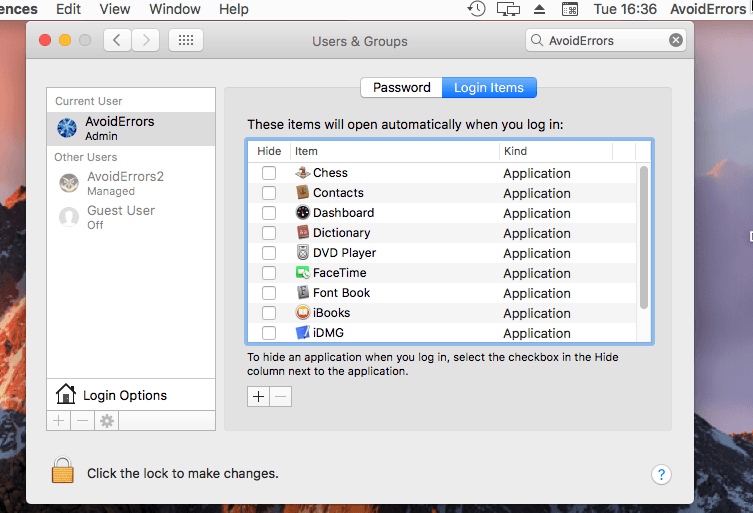 ences Edit View Window Help Tue 16:36 AvoidErrors
Users & Groups
AvoidErrors
Password Login Items
Current User
AvoidErrors
Admin
Other Users
AvoidErrors2
Managed
Guest User
Off
Login Options
These items will open automatically when you log in:
Hide Item Kind
Chess Application
Contacts Application
Dashboard Application
Dictionary Application
DVD Player Application
FaceTime Application
Font Book Application
iBooks Application
iDMG Application
To hide an application when you log in, select the checkbox in the Hide
column next to the application.
Click the lock to make changes.
?